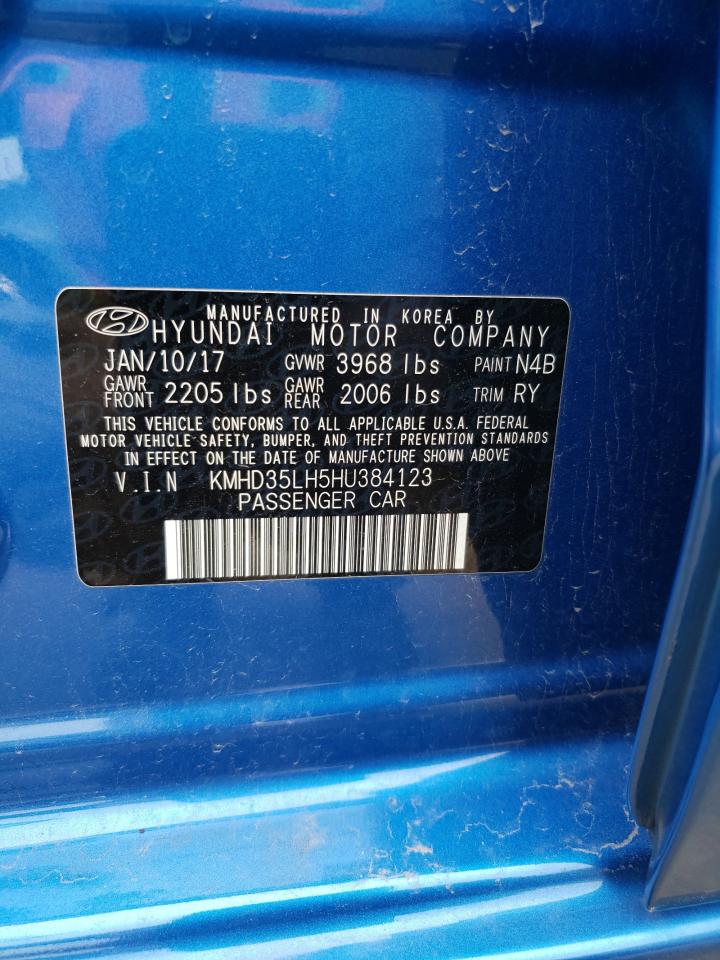 MANUFACTURED IN KOREA BY
HYUNDAI MOTOR COMPANY
JAN/10/17 GVWR 3968 lbs PAINT N4B
GAWR FRONT 2205 lbs GAWR REAR 2006 lbs TRIM RY
THIS VEHICLE CONFORMS TO ALL APPLICABLE U.S.A. FEDERAL
MOTOR VEHICLE SAFETY, BUMPER, AND THEFT PREVENTION STANDARDS
IN EFFECT ON THE DATE OF MANUFACTURE SHOWN ABOVE.
V.I.N KMHD35LH5HU384123
PASSENGER CAR